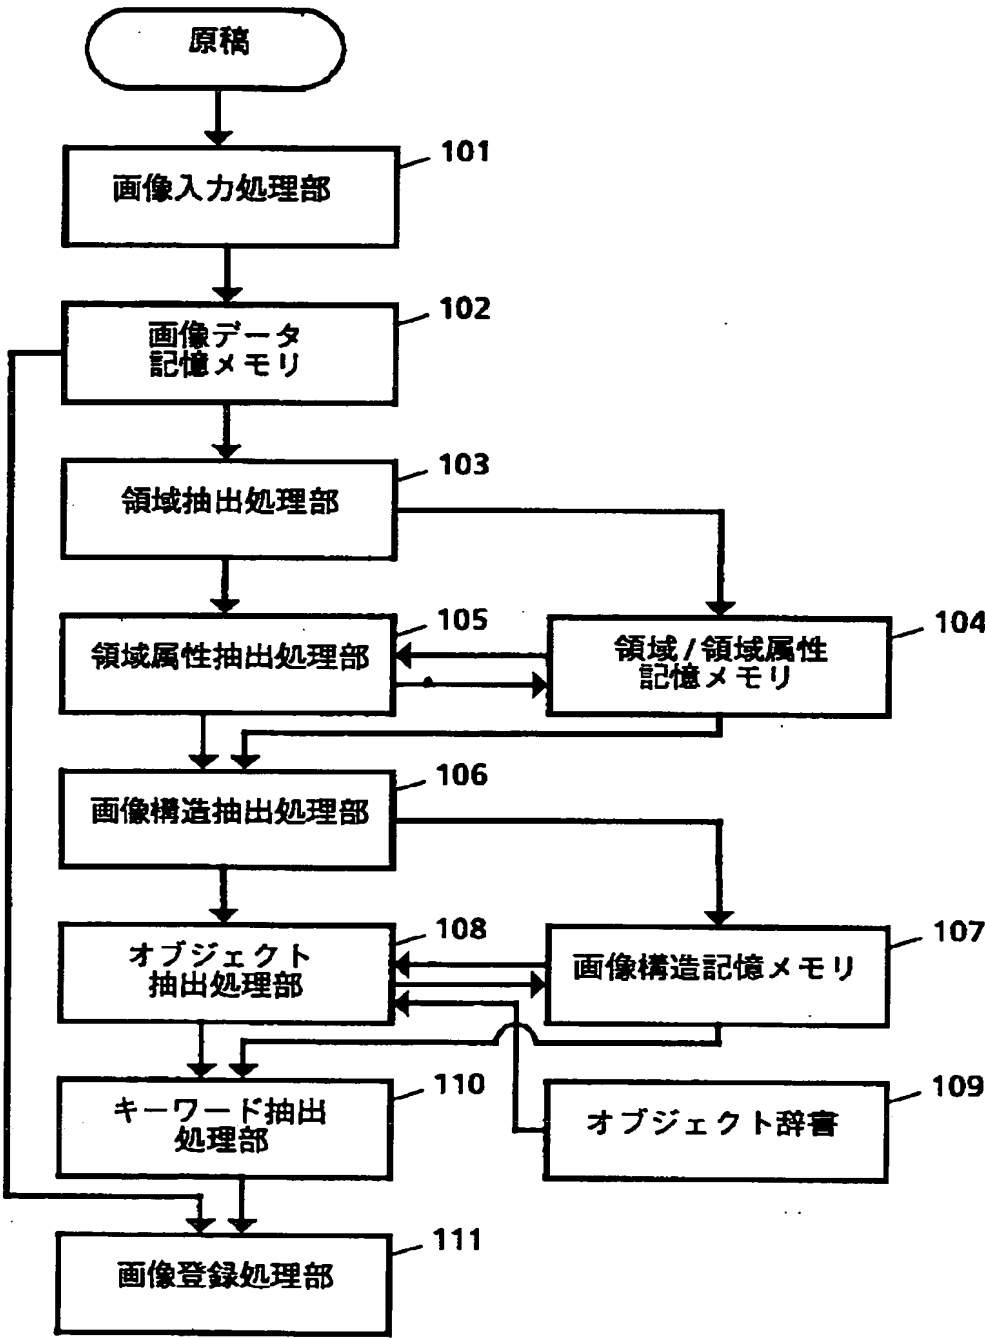 原稿
101
画像入力処理部
102
画像データ
記憶メモリ
103
領域抽出処理部
105
領域属性抽出処理部
104
領域/領域属性
記憶メモリ
106
画像構造抽出処理部
108
オブジェクト
抽出処理部
107
画像構造記憶メモリ
110
キーワード抽出
処理部
109
オブジェクト辞書
111
画像登録処理部